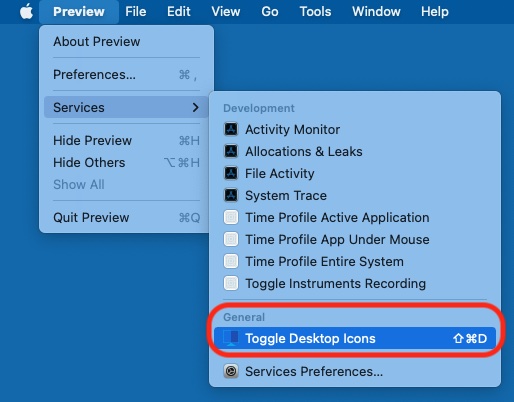 Preview File Edit View Go Tools Window Help
About Preview
Preferences... ⌘ ,
Services >
Hide Preview ⌘H
Hide Others ⌥⌘H
Show All
Quit Preview ⌘Q
Development
Activity Monitor
Allocations & Leaks
File Activity
System Trace
Time Profile Active Application
Time Profile App Under Mouse
Time Profile Entire System
Toggle Instruments Recording
General
Toggle Desktop Icons ⇧⌘D
Services Preferences...